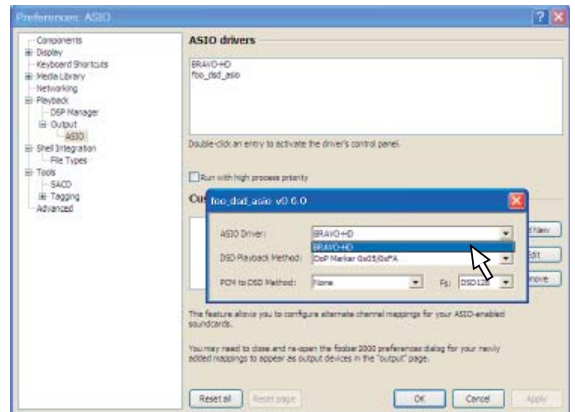 Preferences: ASIO
Components
Display
Keyboard Shortcuts
Media Library
Networking
Playback
DSP Manager
Output
ASIO
Shell Integration
File Types
Tools
SACD
Tagging
Advanced
ASIO drivers
BRAVO-HD
foo_dsd_asio
Double-click an entry to activate the driver's control panel.
Run with high process priority
Cus
foo_dsd_asio v0.6.0
ASIO Driver:
BRAVO-HD
BRAVO-HD
DSD Playback Method:
DoP Marker 0x05/0xFA
PCM to DSD Method:
None
Fs:
DSD128
d New
Edit
move
This feature allows you to configure alternate channel mappings for your ASIO-enabled
soundcards.
You may need to close and re-open the foobar2000 preferences dialog for your newly
added mappings to appear as output devices in the "output" page.
Reset all
Reset page
OK
Cancel
Apply